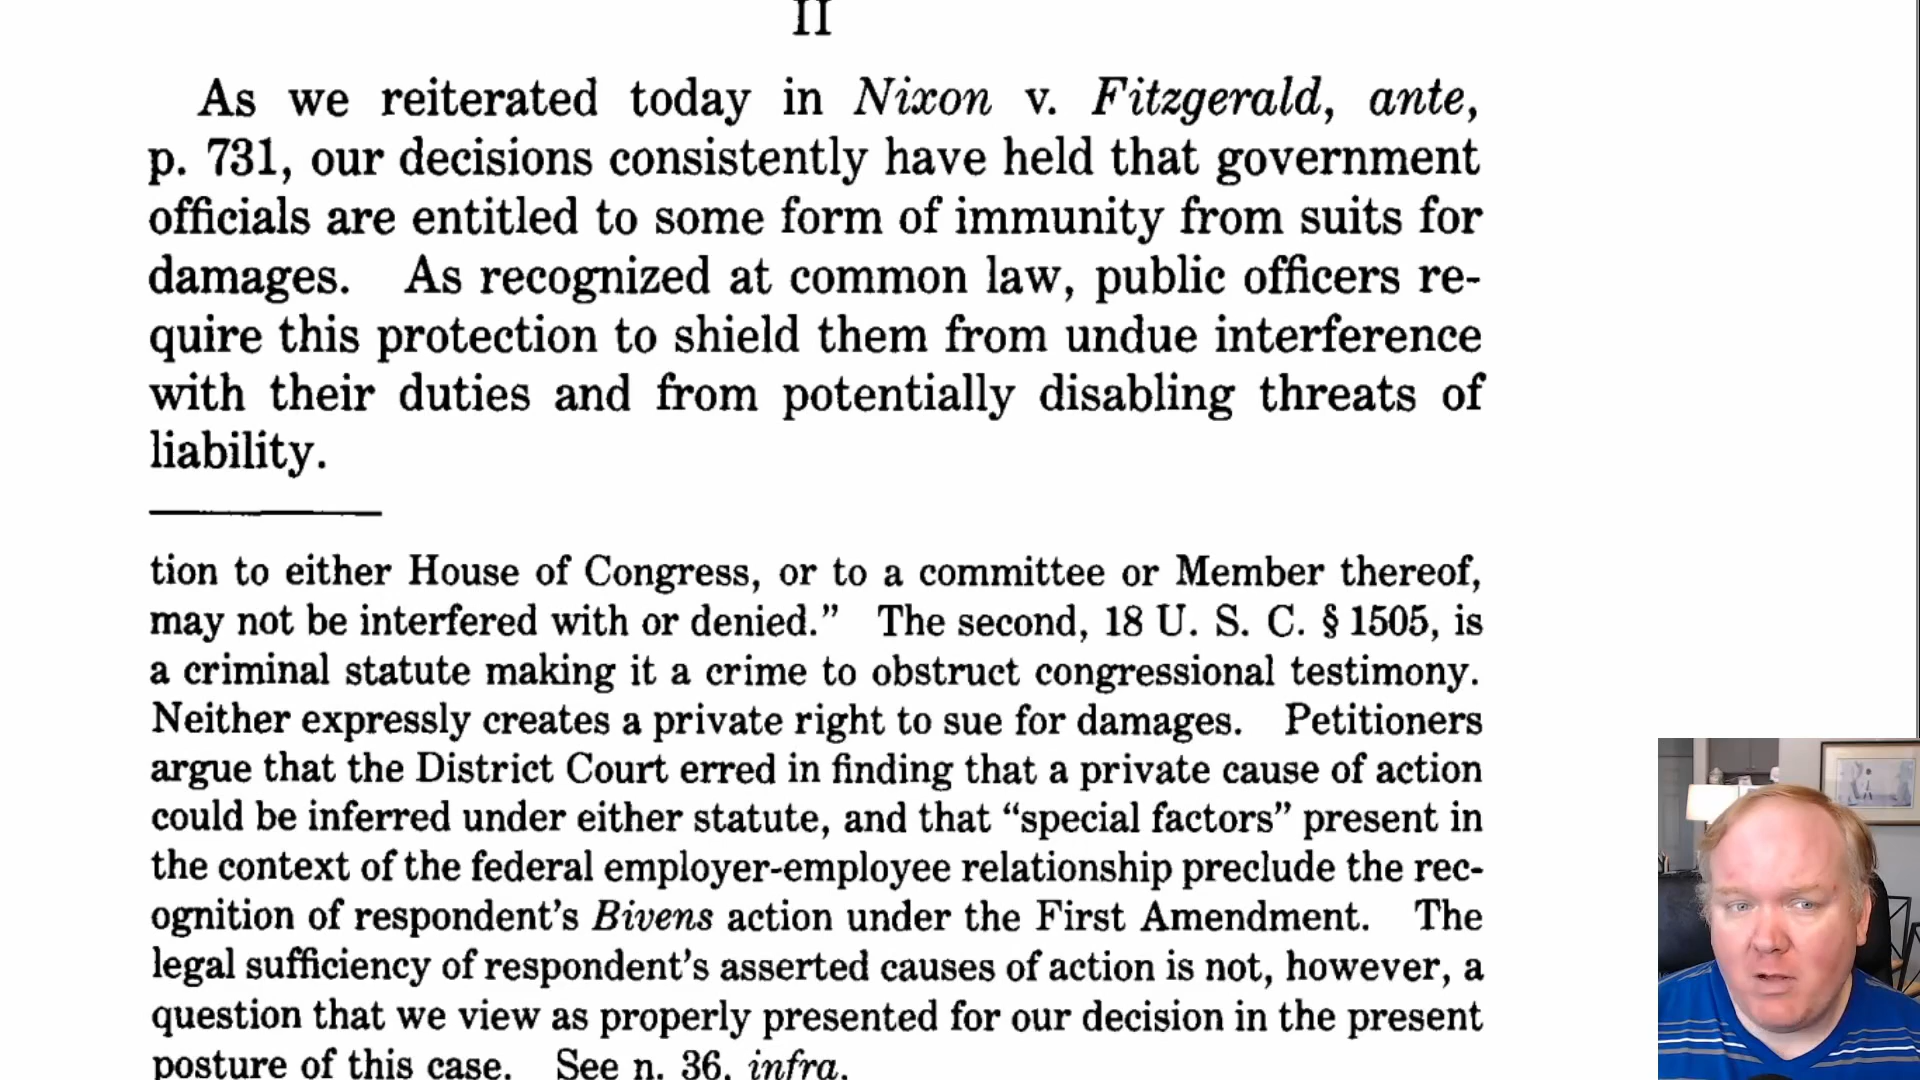 II
As we reiterated today in Nixon v. Fitzgerald, ante,
p. 731, our decisions consistently have held that government
officials are entitled to some form of immunity from suits for
damages. As recognized at common law, public officers re-
quire this protection to shield them from undue interference
with their duties and from potentially disabling threats of
liability.
tion to either House of Congress, or to a committee or Member thereof,
may not be interfered with or denied.” The second, 18 U. S. C. § 1505, is
a criminal statute making it a crime to obstruct congressional testimony.
Neither expressly creates a private right to sue for damages. Petitioners
argue that the District Court erred in finding that a private cause of action
could be inferred under either statute, and that “special factors” present in
the context of the federal employer-employee relationship preclude the rec-
ognition of respondent’s Bivens action under the First Amendment. The
legal sufficiency of respondent’s asserted causes of action is not, however, a
question that we view as properly presented for our decision in the present
posture of this case. See n. 36, infra.